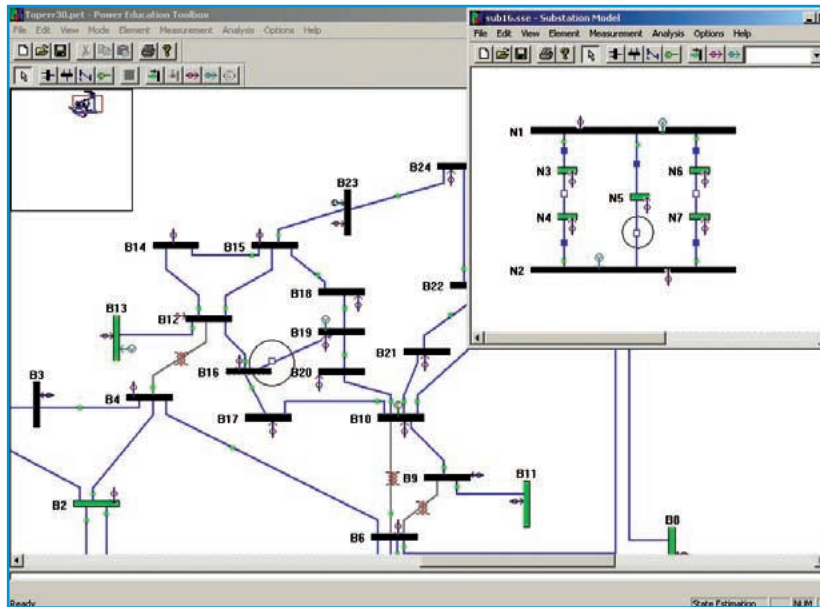 Toperr30.pet - Power Education Toolbox
File Edit View Mode Element Measurement Analysis Options Help
sub16.sse - Substation Model
File Edit View Element Measurement Analysis Options Help
N1
N3
N6
N5
N4
N7
N2
B24
B23
B14
B15
B22
B18
B13
B12
B19
B21
B3
B16
B20
B4
B17
B10
B9
B11
B2
B6
B8
Ready
State Estimation
NUM